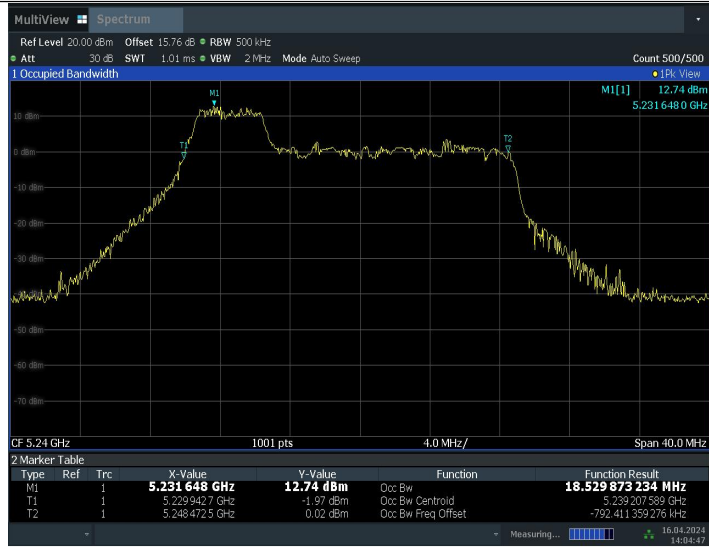 MultiView Spectrum
Ref Level 20.00 dBm Offset 15.76 dB RBW 500 kHz
Att 30 dB SWT 1.01 ms VBW 2 MHz Mode Auto Sweep Count 500/500
1 Occupied Bandwidth 1Pk View
M1[1] 12.74 dBm
5.2316480 GHz
M1
10 dBm
T1
T2
0 dBm
-10 dBm
-20 dBm
-30 dBm
-50 dBm
-60 dBm
-70 dBm
CF 5.24 GHz 1001 pts 4.0 MHz/ Span 40.0 MHz
2 Marker Table
Type Ref Trc X-Value Y-Value Function Function Result
M1 1 5.231 648 GHz 12.74 dBm Occ Bw 18.529 873 234 MHz
T1 1 5.229 942 7 GHz -1.97 dBm Occ Bw Centroid 5.239 207 589 GHz
T2 1 5.248 472 5 GHz 0.02 dBm Occ Bw Freq Offset -792.411 359 276 kHz
Measuring... 16.04.2024
14:04:47